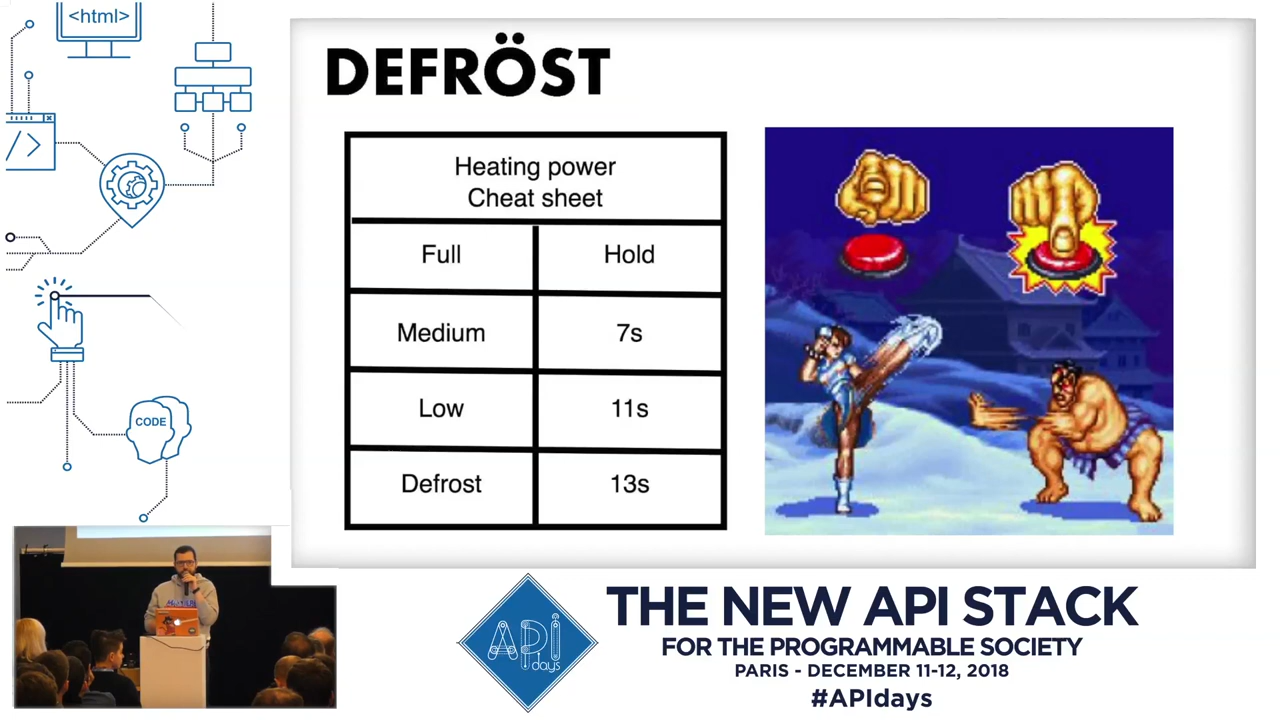 <html>
/>
CODE
DEFRÖST
Heating power
Cheat sheet
Full
Hold
Medium
7s
Low
11s
Defrost
13s
API
days
THE NEW API STACK
FOR THE PROGRAMMABLE SOCIETY
PARIS - DECEMBER 11-12, 2018
#APIdays